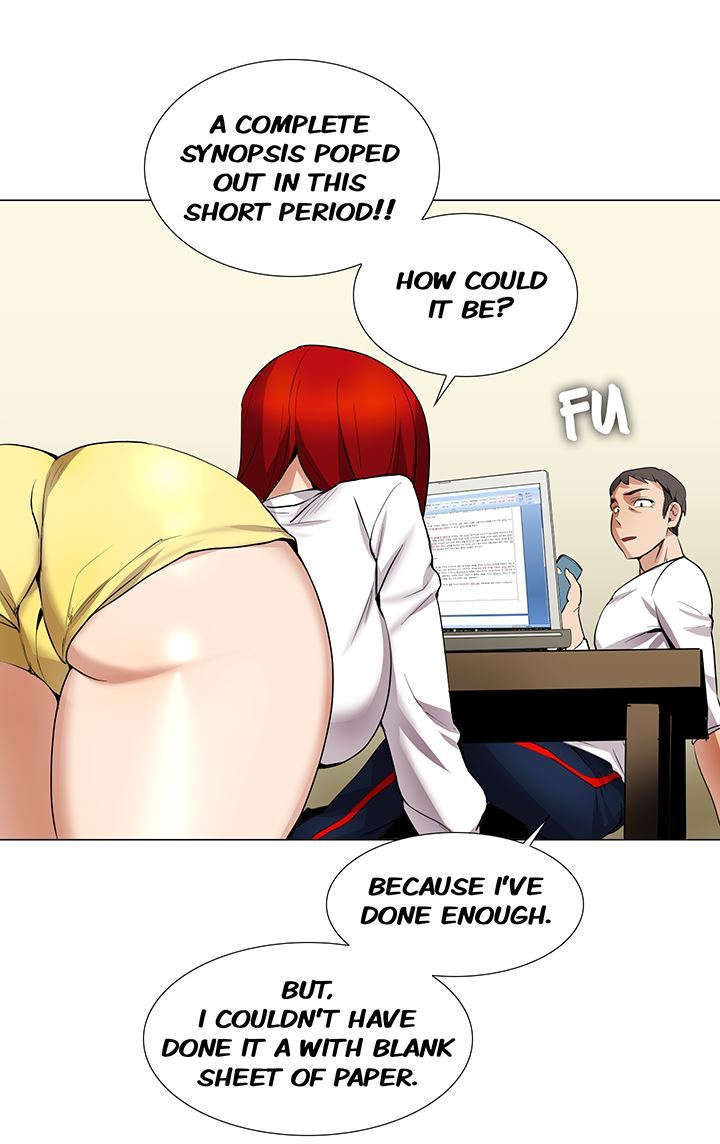 A COMPLETE
SYNOPSIS POPED
OUT IN THIS
SHORT PERIOD!!
HOW COULD
IT BE?
FU
BECAUSE I'VE
DONE ENOUGH.
BUT,
I COULDN'T HAVE
DONE IT A WITH BLANK
SHEET OF PAPER.